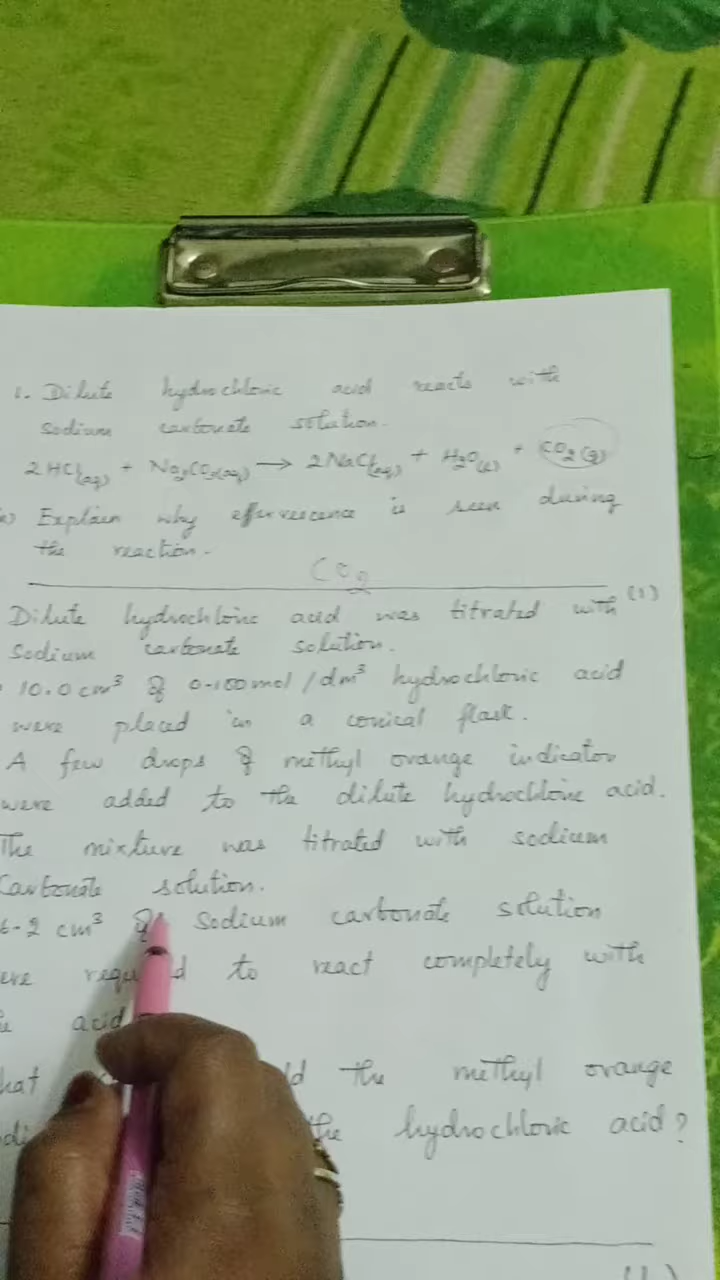 1. Dilute hydrochloric acid reacts with
sodium carbonate solution.
2HCl(aq) + Na2CO3(aq) → 2NaCl(aq) + H2O(l) + CO2(g)
a) Explain why effervescence is seen during
the reaction.
CO2
(1)
Dilute hydrochloric acid was titrated with
sodium carbonate solution.
10.0 cm³ of 0.100 mol/dm³ hydrochloric acid
were placed in a conical flask.
A few drops of methyl orange indicator
were added to the dilute hydrochloric acid.
The mixture was titrated with sodium
Carbonate solution.
cm³ of sodium carbonate solution
to react completely with
acid
the methyl orange
the hydrochloric acid?